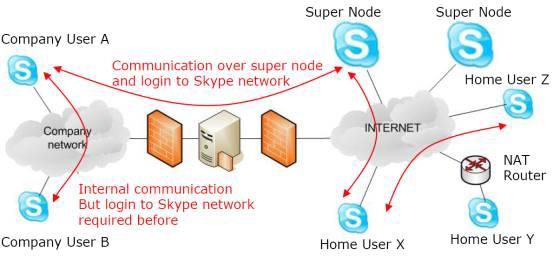 Super Node
Super Node
Company User A
Communication over super node
and login to Skype network
Home User Z
S
S
S
S
Company
network
INTERNET
NAT
Router
Internal communication
But login to Skype network
required before
S
S
S
Company User B
Home User X
Home User Y